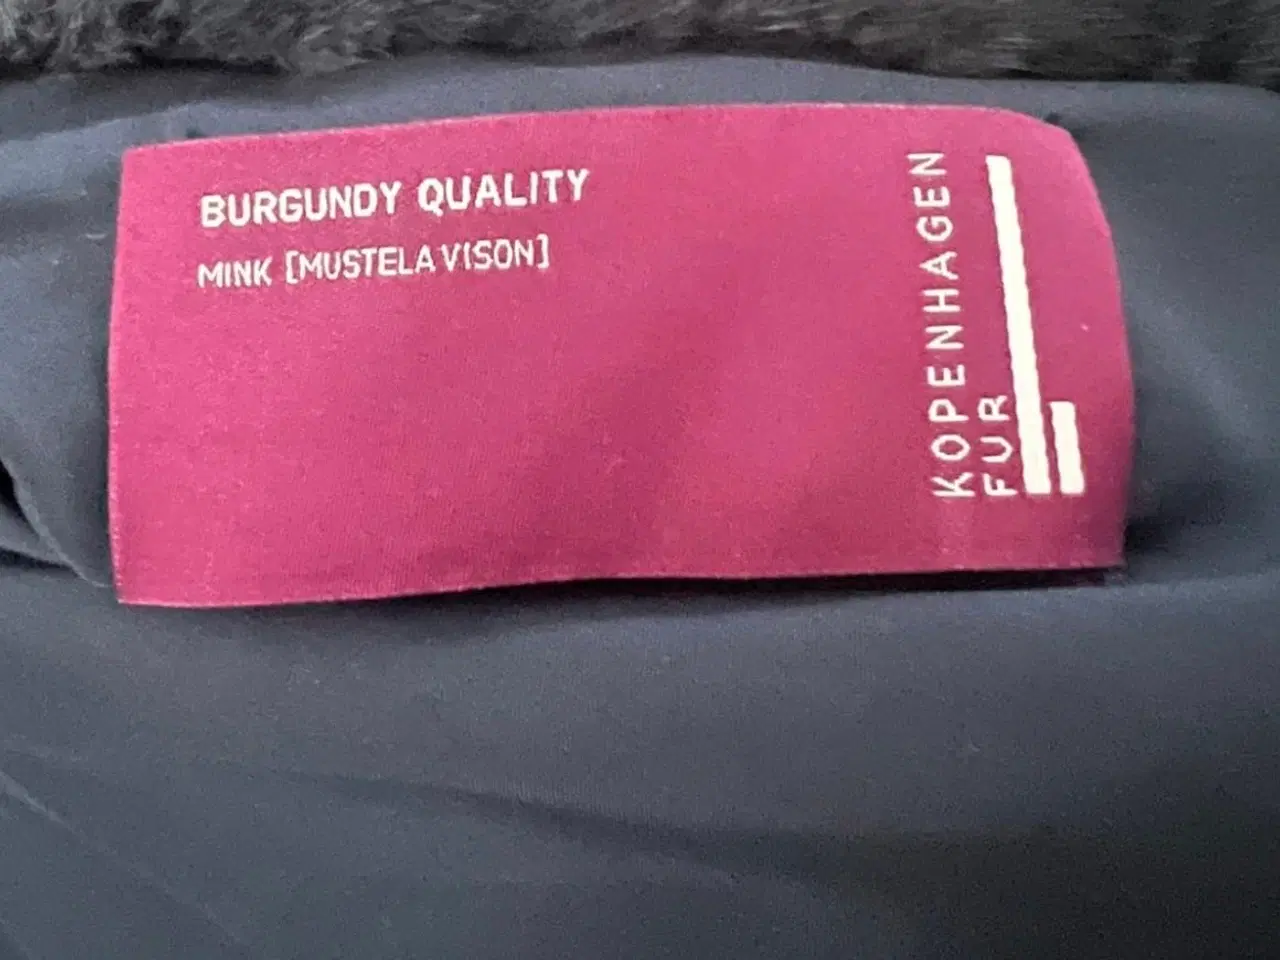 BURGUNDY QUALITY
MINK [MUSTELA VISON]
KOPENHAGEN
FUR